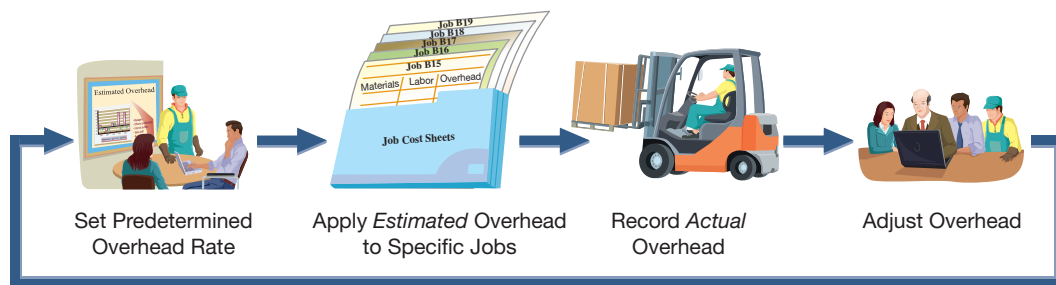 Estimated Overhead
Job B19
Job B18
Job B17
Job B16
Job B15
Materials Labor Overhead
Job Cost Sheets
Set Predetermined
Overhead Rate
Apply Estimated Overhead
to Specific Jobs
Record Actual
Overhead
Adjust Overhead